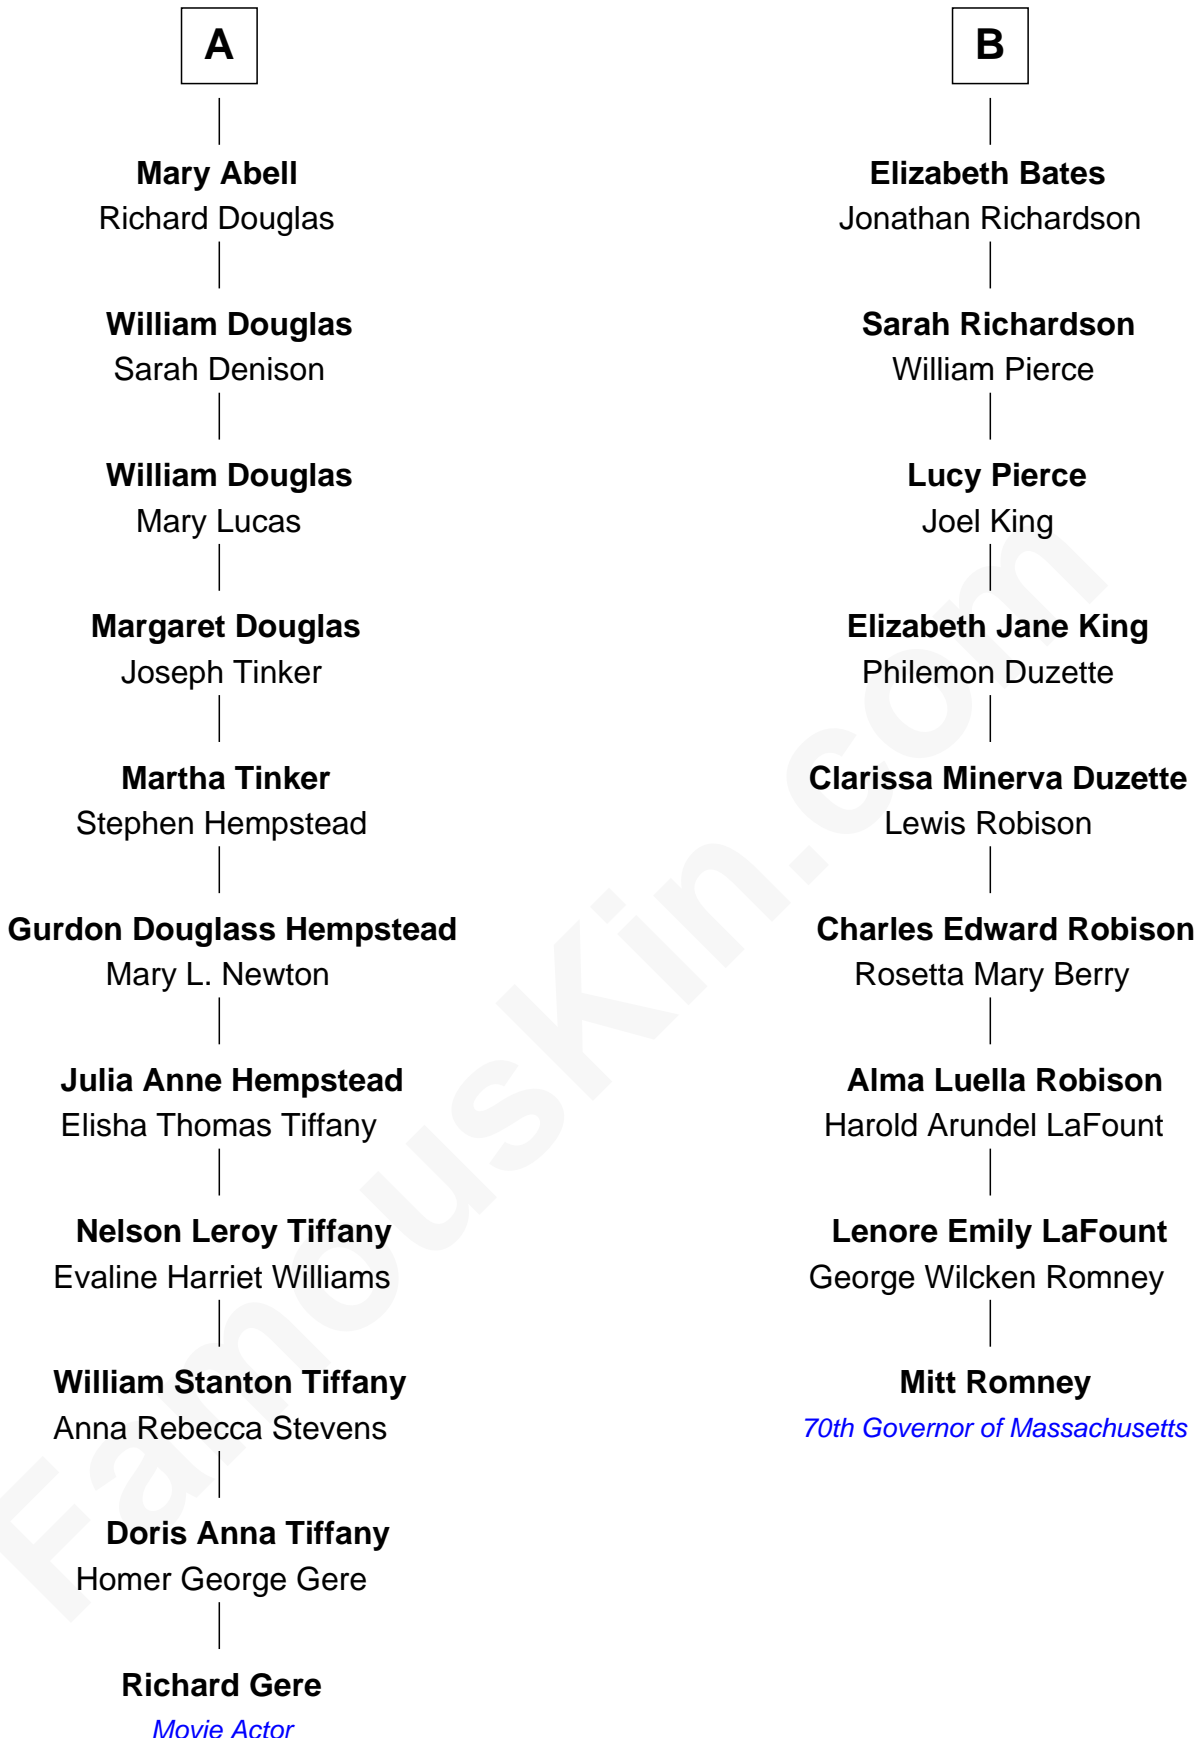 A
Mary Abell
Richard Douglas
William Douglas
Sarah Denison
William Douglas
Mary Lucas
Margaret Douglas
Joseph Tinker
Martha Tinker
Stephen Hempstead
Gurdon Douglass Hempstead
Mary L. Newton
Julia Anne Hempstead
Elisha Thomas Tiffany
Nelson Leroy Tiffany
Evaline Harriet Williams
William Stanton Tiffany
Anna Rebecca Stevens
Doris Anna Tiffany
Homer George Gere
Richard Gere
Movie Actor
B
Elizabeth Bates
Jonathan Richardson
Sarah Richardson
William Pierce
Lucy Pierce
Joel King
Elizabeth Jane King
Philemon Duzette
Clarissa Minerva Duzette
Lewis Robison
Charles Edward Robison
Rosetta Mary Berry
Alma Luella Robison
Harold Arundel LaFount
Lenore Emily LaFount
George Wilcken Romney
Mitt Romney
70th Governor of Massachusetts
FamousKin.com